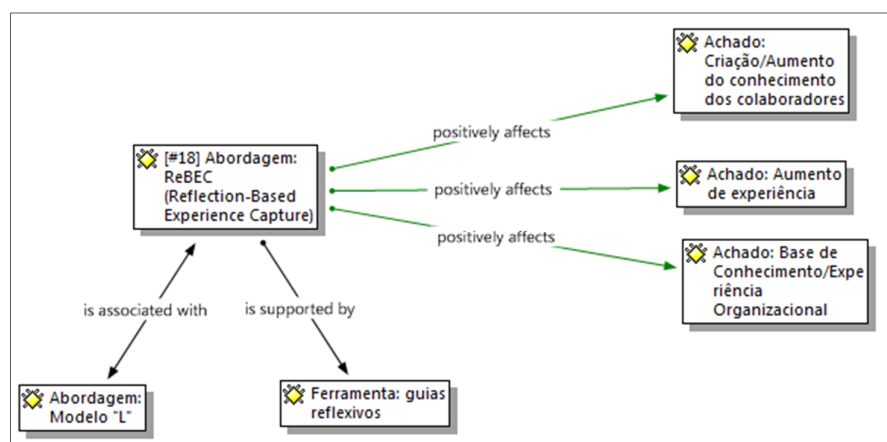 Achado:
Criação/Aumento
do conhecimento
dos colaboradores
positively affects
[#18] Abordagem:
ReBEC
(Reflection-Based
Experience Capture)
positively affects
Achado: Aumento
de experiência
positively affects
Achado: Base de
Conhecimento/Expe
riência
Organizacional
is associated with
is supported by
Abordagem:
Modelo "L"
Ferramenta: guias
reflexivos